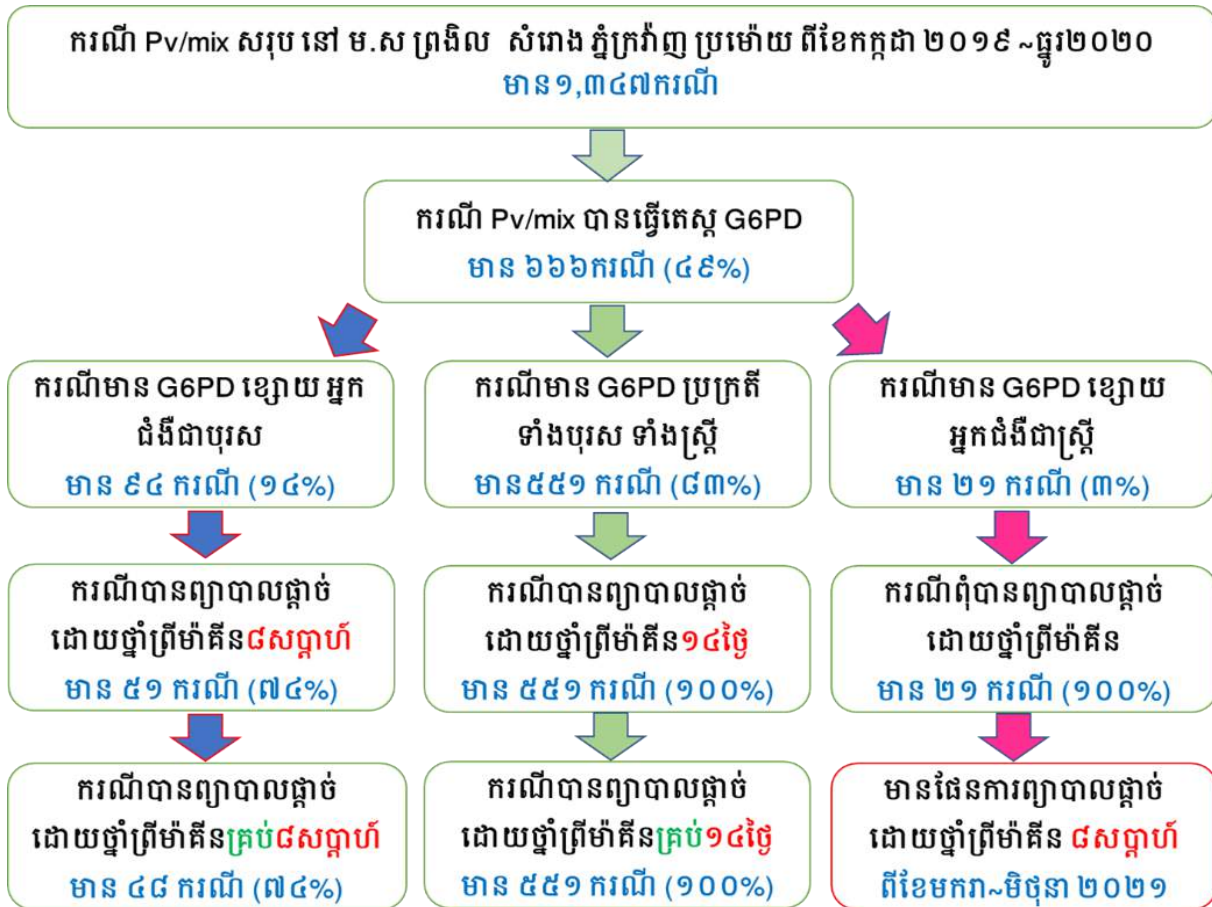 ករណី Pv/mix សរុប នៅ ម.ស ព្រងិល សំរោង ភ្នំក្រវ៉ាញ ប្រម៉ោយ ពីខែកក្កដា ២០១៩ ~ធ្នូរ២០២០
មាន១,៣៤៧ករណី
ករណី Pv/mix បានធ្វើតេស្ត G6PD
មាន ៦៦៦ករណី (៤៩%)
ករណីមាន G6PD ខ្សោយ អ្នក
ជំងឺជាបុរស
មាន ៩៤ ករណី (១៤%)
ករណីមាន G6PD ប្រក្រតី
ទាំងបុរស ទាំងស្ត្រី
មាន៥៥១ ករណី (៨៣%)
ករណីមាន G6PD ខ្សោយ
អ្នកជំងឺជាស្ត្រី
មាន ២១ ករណី (៣%)
ករណីបានព្យាបាលផ្តាច់
ដោយថ្នាំព្រីម៉ាគីន៨សប្តាហ៍
មាន ៥១ ករណី (៧៤%)
ករណីបានព្យាបាលផ្តាច់
ដោយថ្នាំព្រីម៉ាគីន១៤ថ្ងៃ
មាន ៥៥១ ករណី (១០០%)
ករណីពុំបានព្យាបាលផ្តាច់
ដោយថ្នាំព្រីម៉ាគីន
មាន ២១ ករណី (១០០%)
ករណីបានព្យាបាលផ្តាច់
ដោយថ្នាំព្រីម៉ាគីនគ្រប់៨សប្តាហ៍
មាន ៤៨ ករណី (៧៤%)
ករណីបានព្យាបាលផ្តាច់
ដោយថ្នាំព្រីម៉ាគីនគ្រប់១៤ថ្ងៃ
មាន ៥៥១ ករណី (១០០%)
មានផែនការព្យាបាលផ្តាច់
ដោយថ្នាំព្រីម៉ាគីន ៨សប្តាហ៍
ពីខែមករា~មិថុនា ២០២១